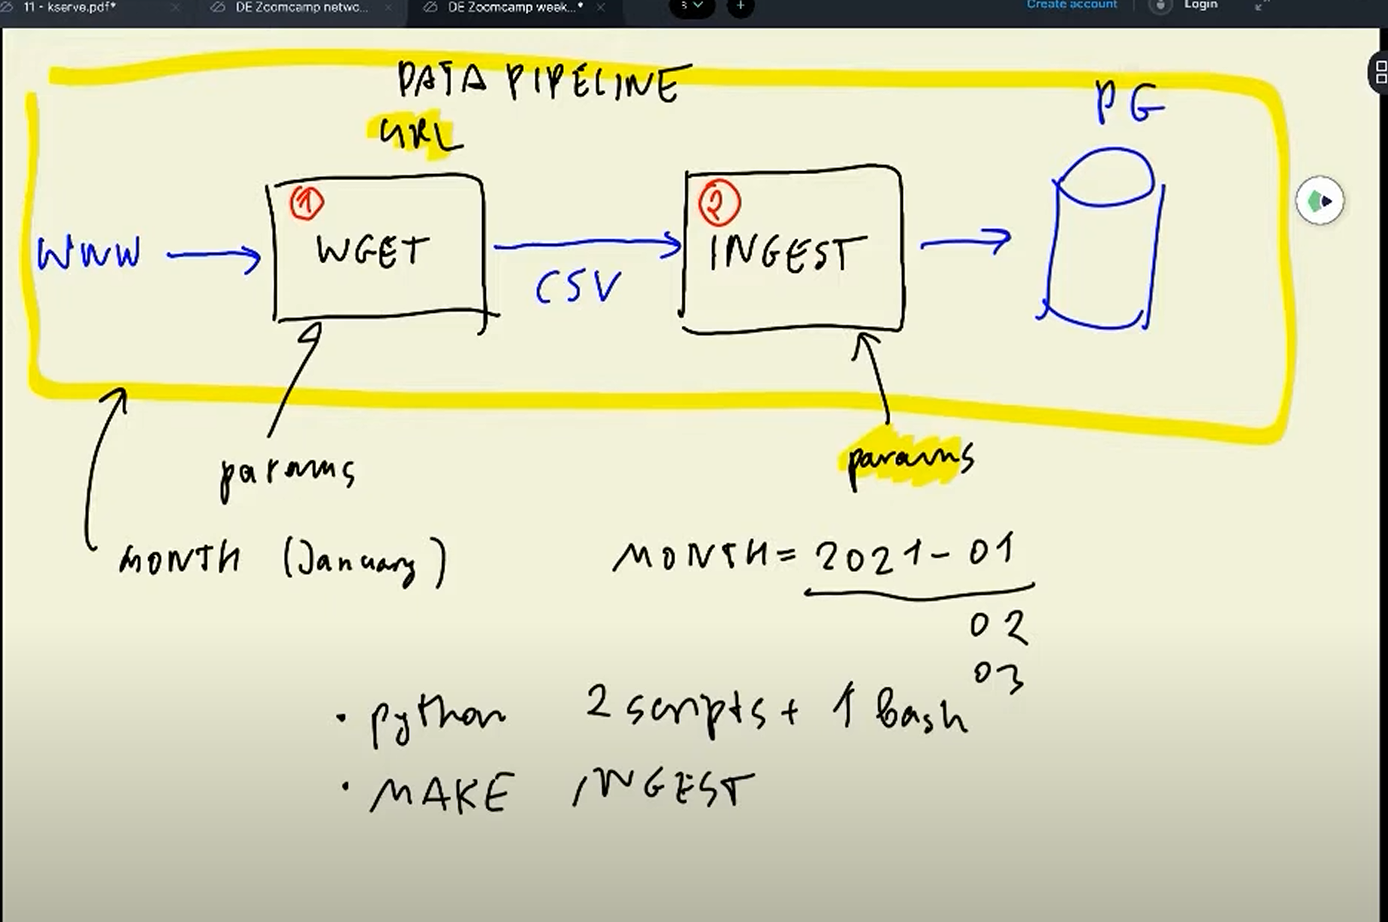 11 - kserve.pdf*
DE Zoomcamp netwo...
DE Zoomcamp week...*
Create account
Login
DATA PIPELINE
URL
PG
1
2
WWW
WGET
CSV
INGEST
params
params
MONTH (January)
MONTH = 2021-01
02
03
• python 2 scripts + 1 bash
• MAKE INGEST